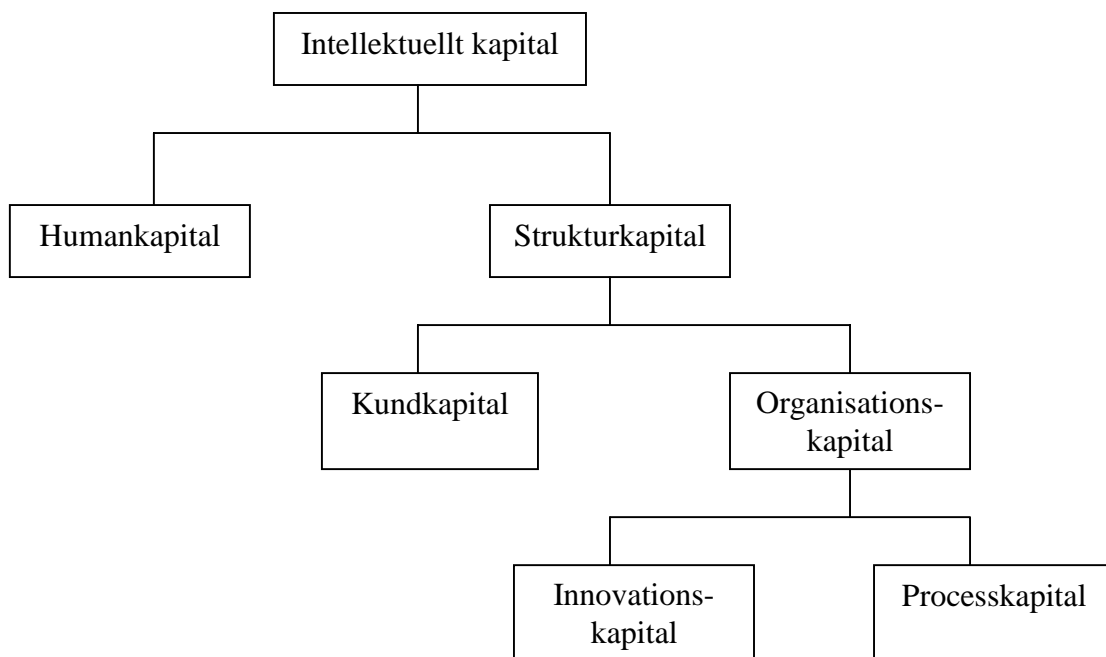 Intellektuellt kapital
Humankapital
Strukturkapital
Kundkapital
Organisations-
kapital
Innovations-
kapital
Processkapital